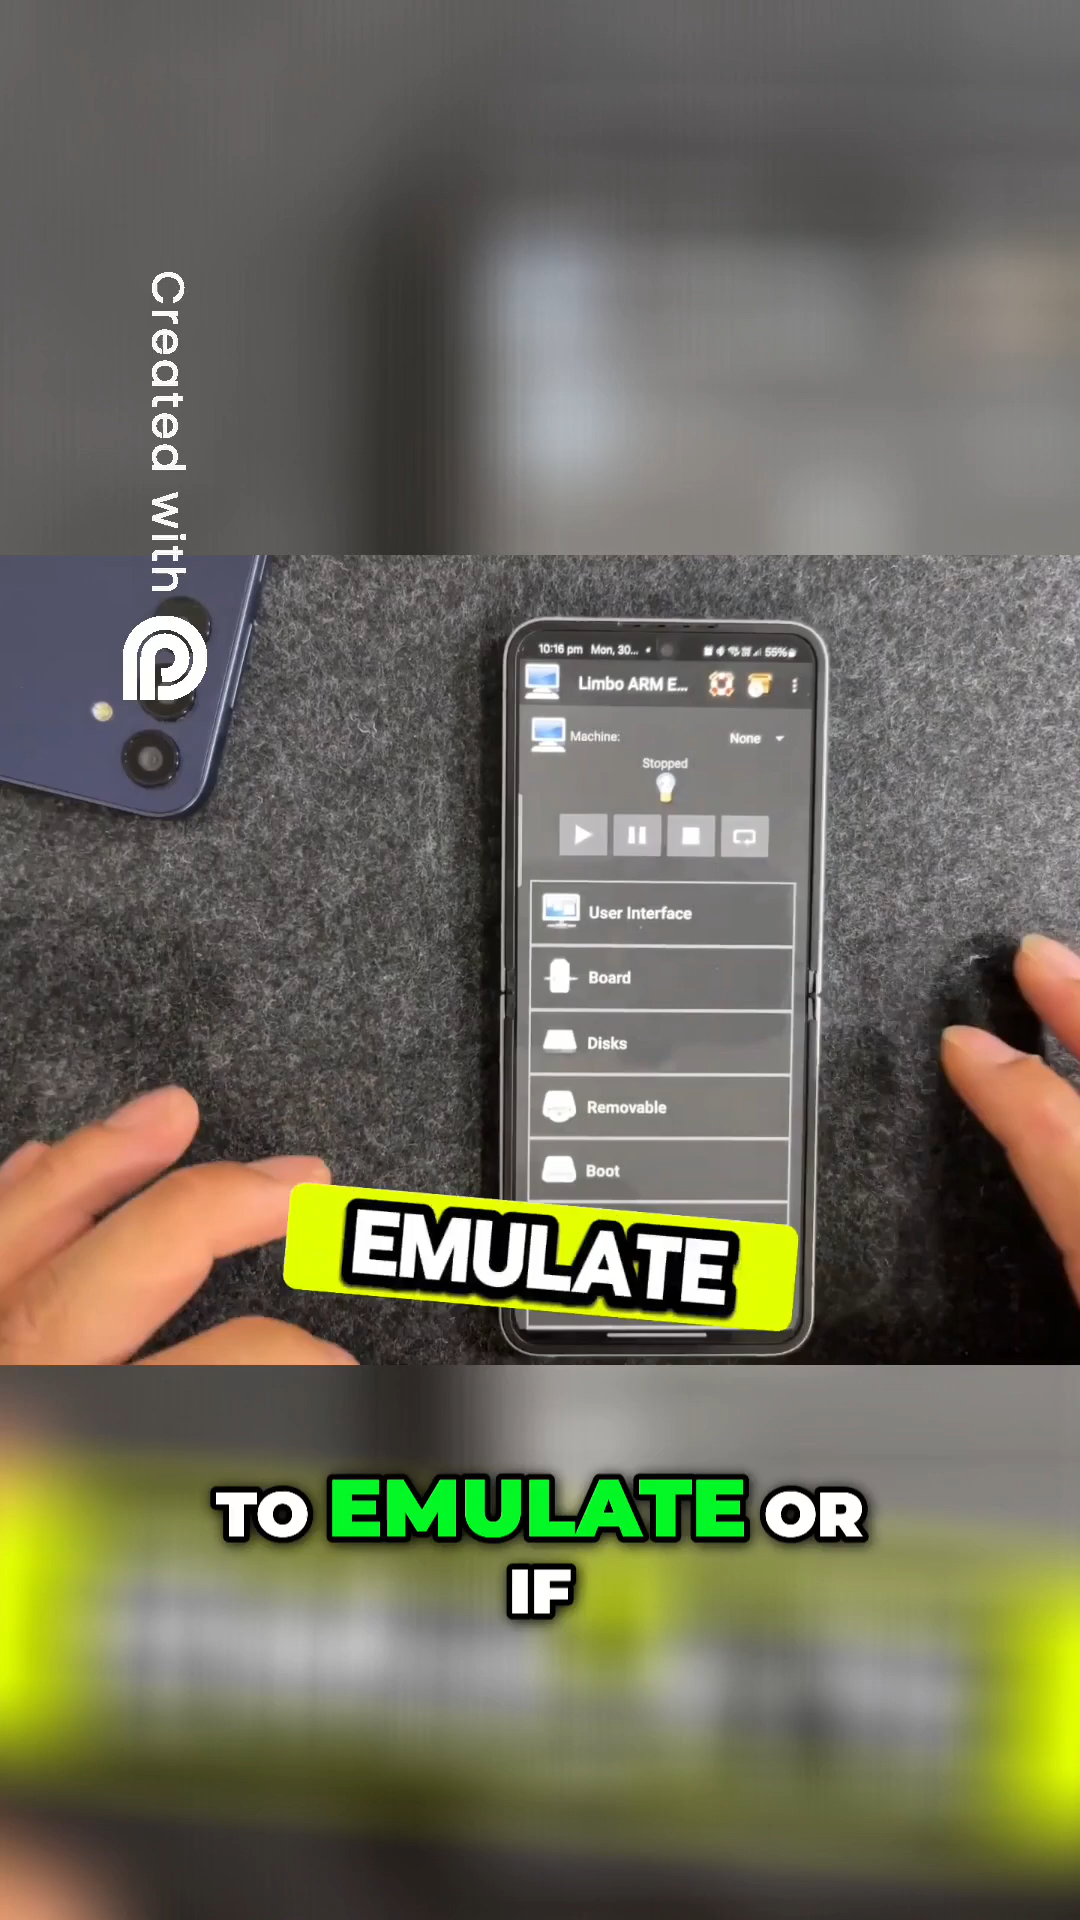 Created with
10:16 pm Mon, 30... 55%
Limbo ARM E...
Machine: None
Stopped
User Interface
Board
Disks
Removable
Boot
EMULATE
TO EMULATE OR
IF